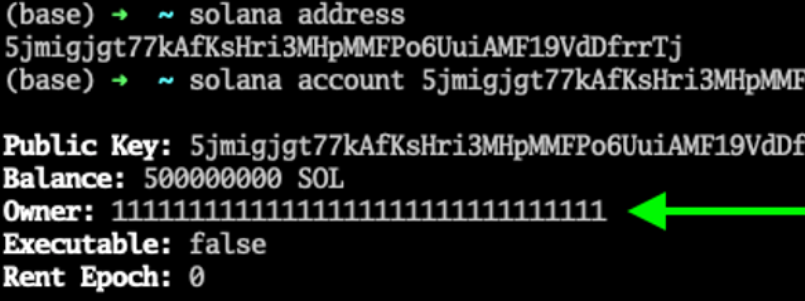 (base) → ~ solana address
5jmigjgt77kAfKsHri3MHpMMFPo6UuiAMF19VdDfrrTj
(base) → ~ solana account 5jmigjgt77kAfKsHri3MHpMMF
Public Key: 5jmigjgt77kAfKsHri3MHpMMFPo6UuiAMF19VdDf
Balance: 500000000 SOL
Owner: 11111111111111111111111111111111
Executable: false
Rent Epoch: 0